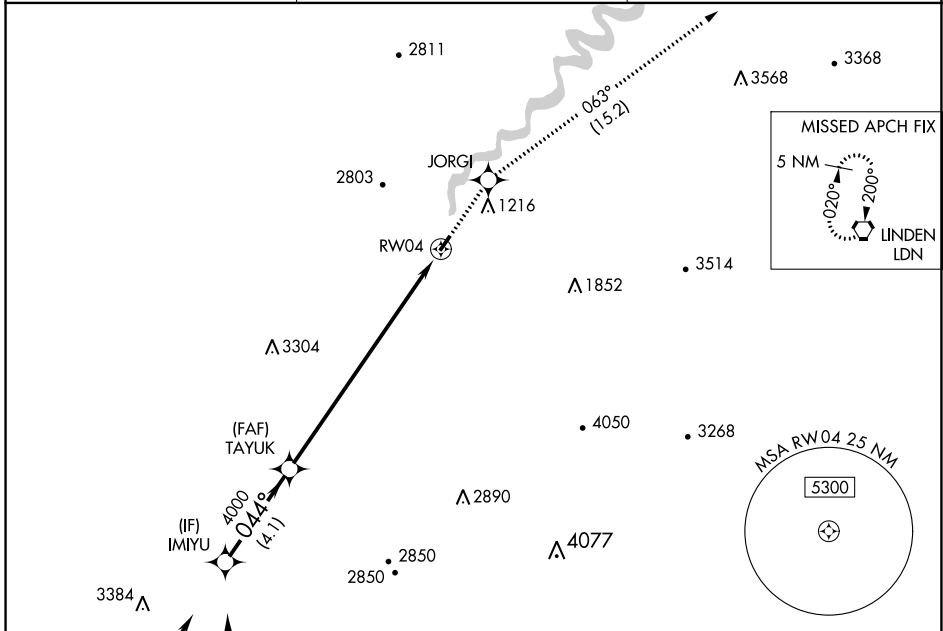 2811
3368
3568
063°
(15.2)
MISSED APCH FIX
5 NM
020°
200°
LINDEN
LDN
JORGI
2803
1216
RW04
3514
1852
3304
(FAF)
TAYUK
4050
3268
MSA RW04 25 NM
5300
4000
044°
(4.1)
2890
(IF)
IMIYU
4077
2850
2850
3384